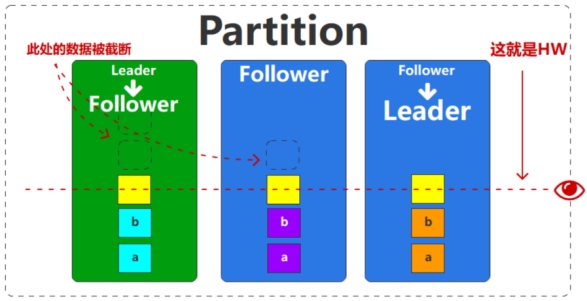 Partition
此处的数据被截断
这就是HW
Leader
Follower
Follower
Follower
Leader
b
a
b
a
b
a